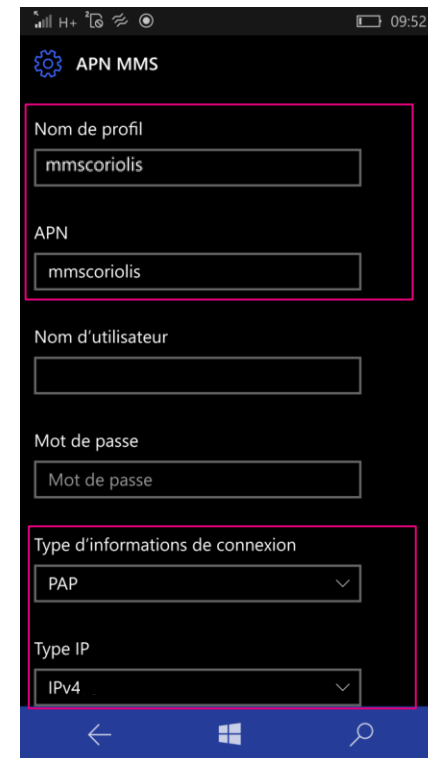 H+ 2 09:52
APN MMS
Nom de profil
mmscoriolis
APN
mmscoriolis
Nom d'utilisateur
Mot de passe
Mot de passe
Type d'informations de connexion
PAP
Type IP
IPv4